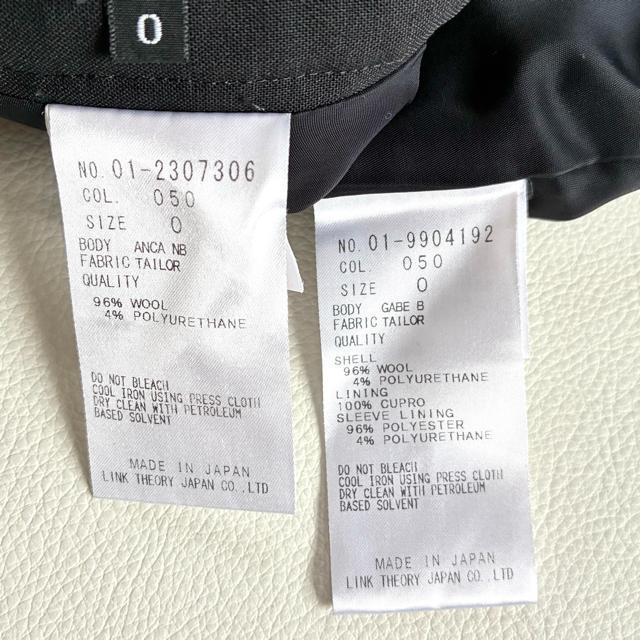 0
NO. 01-2307306
COL. 050
SIZE 0
BODY ANCA NB
FABRIC TAILOR
QUALITY
96% WOOL
4% POLYURETHANE
DO NOT BLEACH
COOL IRON USING PRESS CLOTH
DRY CLEAN WITH PETROLEUM
BASED SOLVENT
MADE IN JAPAN
LINK THEORY JAPAN CO.,LTD
NO. 01-9904192
COL. 050
SIZE 0
BODY GABE B
FABRIC TAILOR
QUALITY
SHELL
96% WOOL
4% POLYURETHANE
LINING
100% CUPRO
SLEEVE LINING
96% POLYESTER
4% POLYURETHANE
DO NOT BLEACH
COOL IRON USING PRESS CLOTH
DRY CLEAN WITH PETROLEUM
BASED SOLVENT
MADE IN JAPAN
LINK THEORY JAPAN CO.,LTD